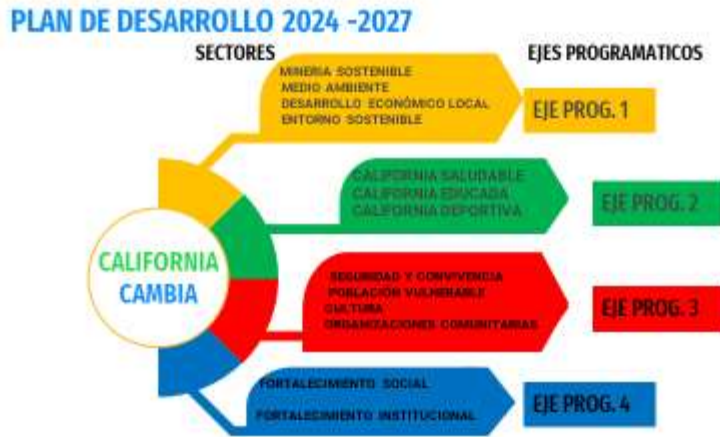 PLAN DE DESARROLLO 2024 -2027
SECTORES
EJES PROGRAMATICOS
MINERIA SOSTENIBLE
MEDIO AMBIENTE
DESARROLLO ECONÓMICO LOCAL
ENTORNO SOSTENIBLE
EJE PROG. 1
CALIFORNIA SALUDABLE
CALIFORNIA EDUCADA
CALIFORNIA DEPORTIVA
EJE PROG. 2
CALIFORNIA
CAMBIA
SEGURIDAD Y CONVIVENCIA
POBLACIÓN VULNERABLE
CULTURA
ORGANIZACIONES COMUNITARIAS
EJE PROG. 3
FORTALECIMIENTO SOCIAL
FORTALECIMIENTO INSTITUCIONAL
EJE PROG. 4